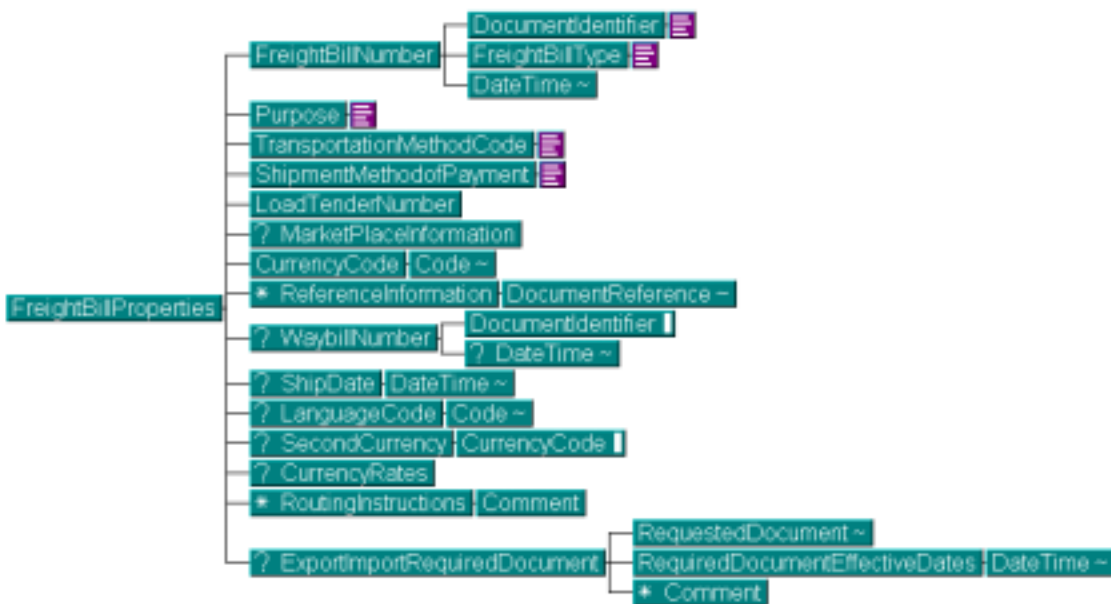 DocumentIdentifier
FreightBillNumber FreightBillType
DateTime ~
Purpose
TransportationMethodCode
ShipmentMethodofPayment
LoadTenderNumber
? MarketPlaceInformation
CurrencyCode Code ~
* ReferenceInformation DocumentReference ~
FreightBillProperties
DocumentIdentifier
? WaybillNumber
? DateTime ~
? ShipDate DateTime ~
? LanguageCode Code ~
? SecondCurrency CurrencyCode
? CurrencyRates
* RoutingInstructions Comment
RequestedDocument ~
? ExportImportRequiredDocument RequiredDocumentEffectiveDates DateTime ~
* Comment